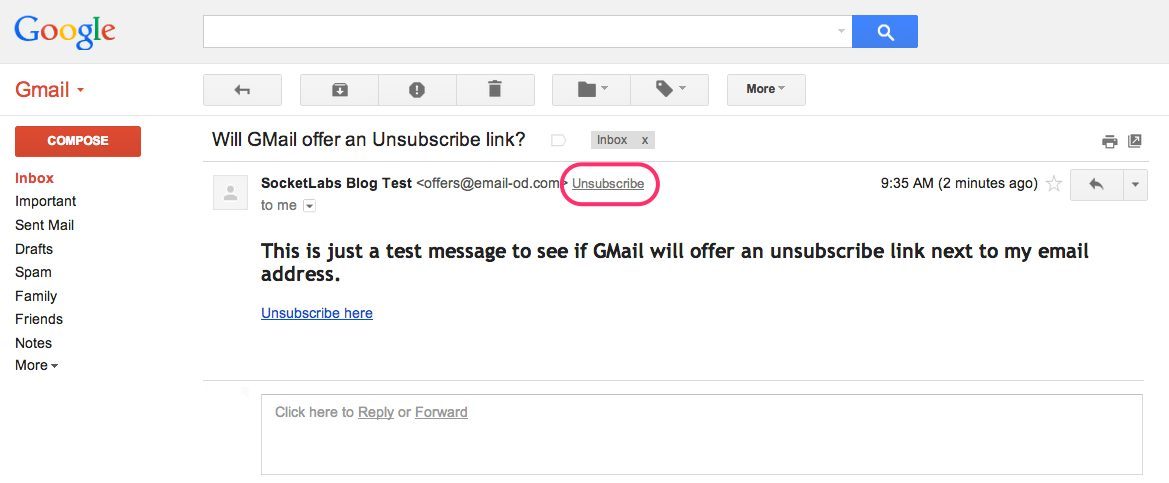 Google
Gmail
More
COMPOSE
Will GMail offer an Unsubscribe link?
Inbox x
Inbox
Important
Sent Mail
Drafts
Spam
Family
Friends
Notes
More
SocketLabs Blog Test <offers@email-od.com> Unsubscribe
9:35 AM (2 minutes ago)
to me
This is just a test message to see if GMail will offer an unsubscribe link next to my email
address.
Unsubscribe here
Click here to Reply or Forward